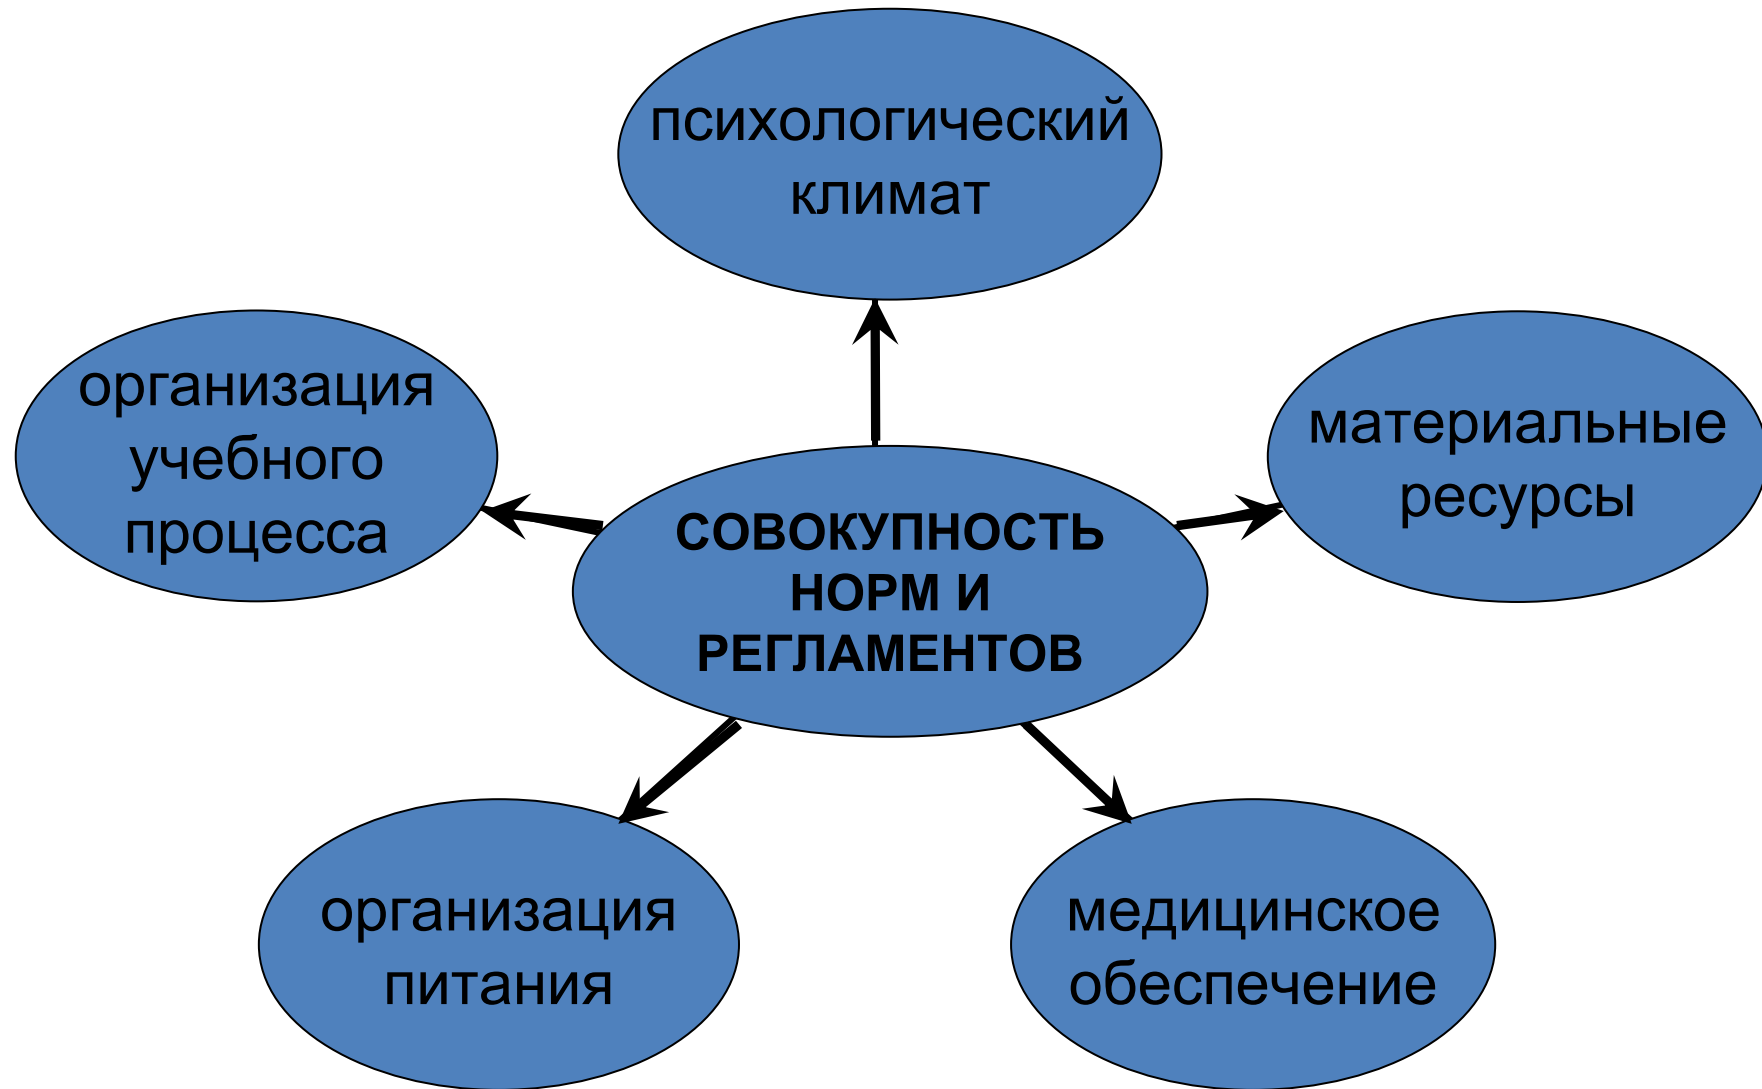 психологический
климат
организация
учебного
процесса
материальные
ресурсы
СОВОКУПНОСТЬ
НОРМ И
РЕГЛАМЕНТОВ
организация
питания
медицинское
обеспечение